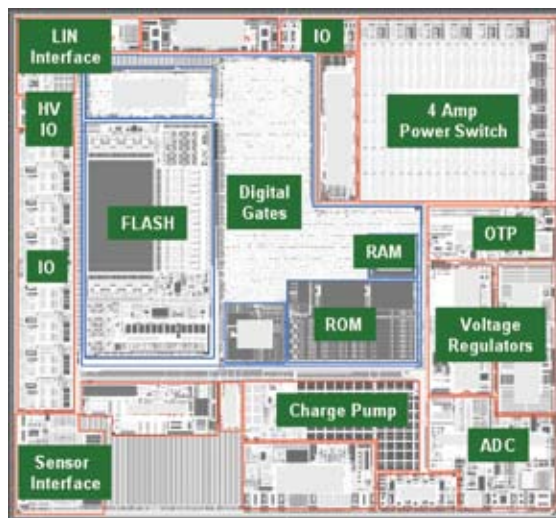 LIN
Interface
IO
HV
IO
4 Amp
Power Switch
Digital
Gates
FLASH
OTP
RAM
IO
ROM
Voltage
Regulators
Charge Pump
ADC
Sensor
Interface